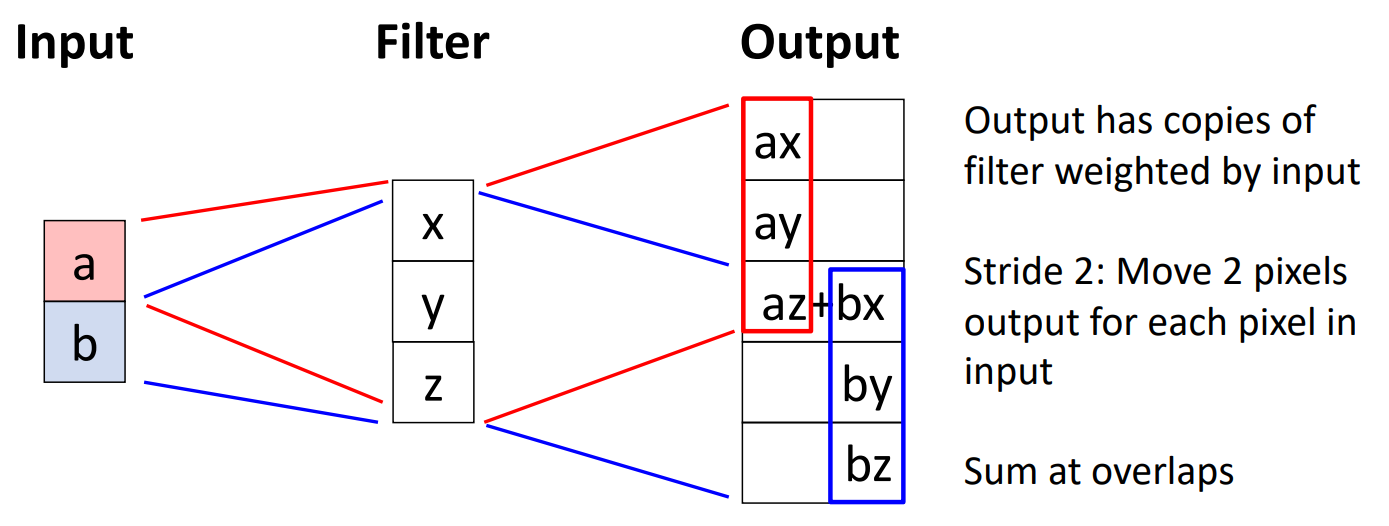 Input Filter Output
a
b
x
y
z
ax
ay
az+bx
by
bz
Output has copies of
filter weighted by input
Stride 2: Move 2 pixels
output for each pixel in
input
Sum at overlaps